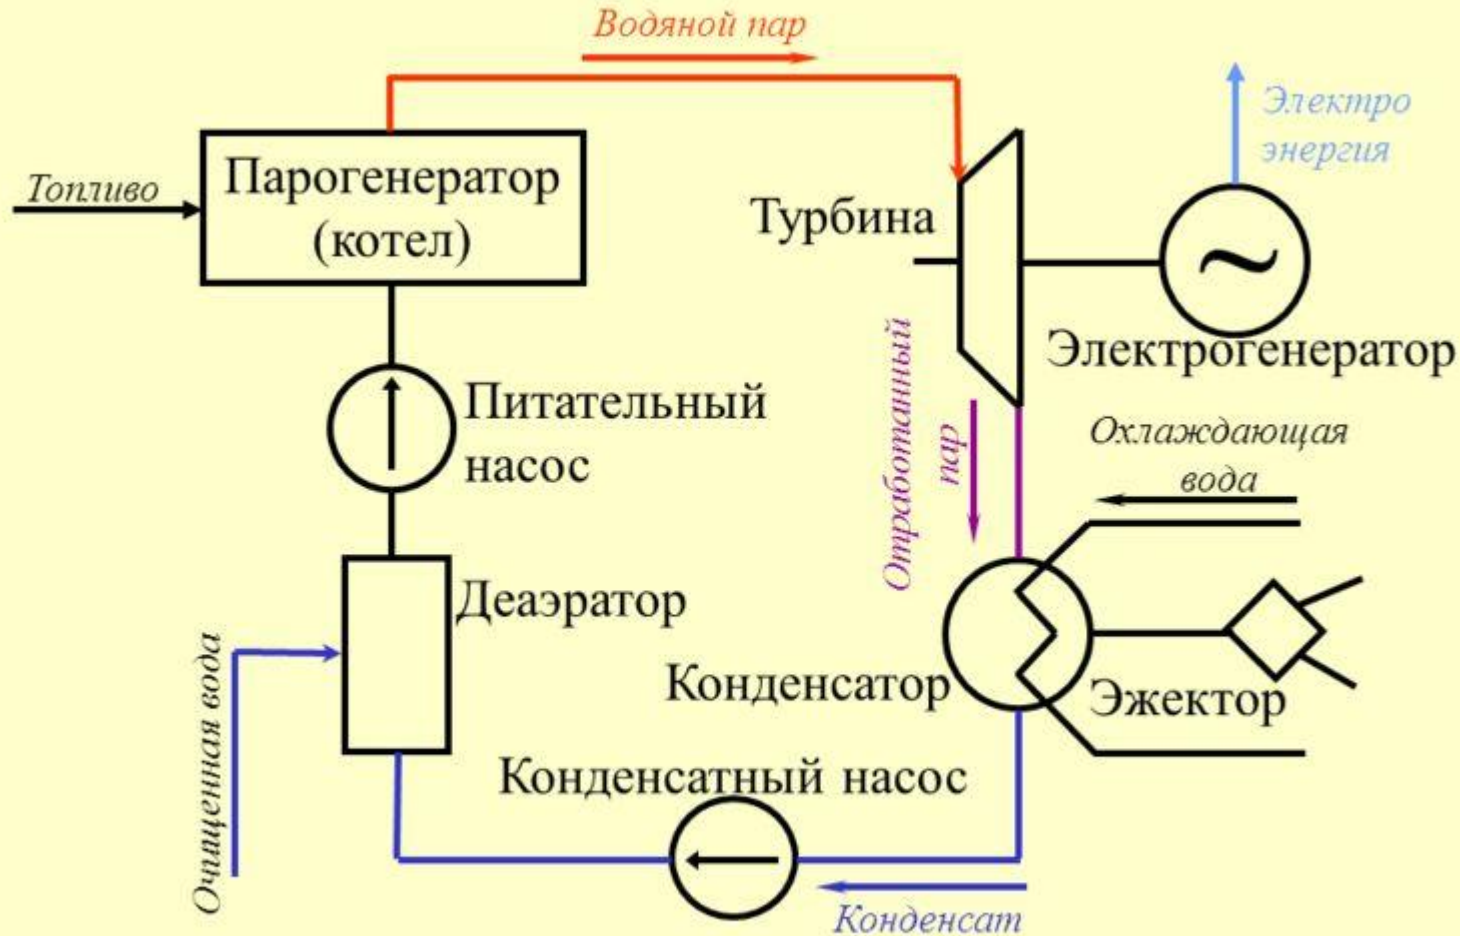 Водяной пар
Электро
энергия
Топливо
Парогенератор
(котел)
Турбина
Электрогенератор
Питательный
насос
Отработанный
пар
Охлаждающая
вода
Деаэратор
Очищенная вода
Конденсатор
Эжектор
Конденсатный насос
Конденсат